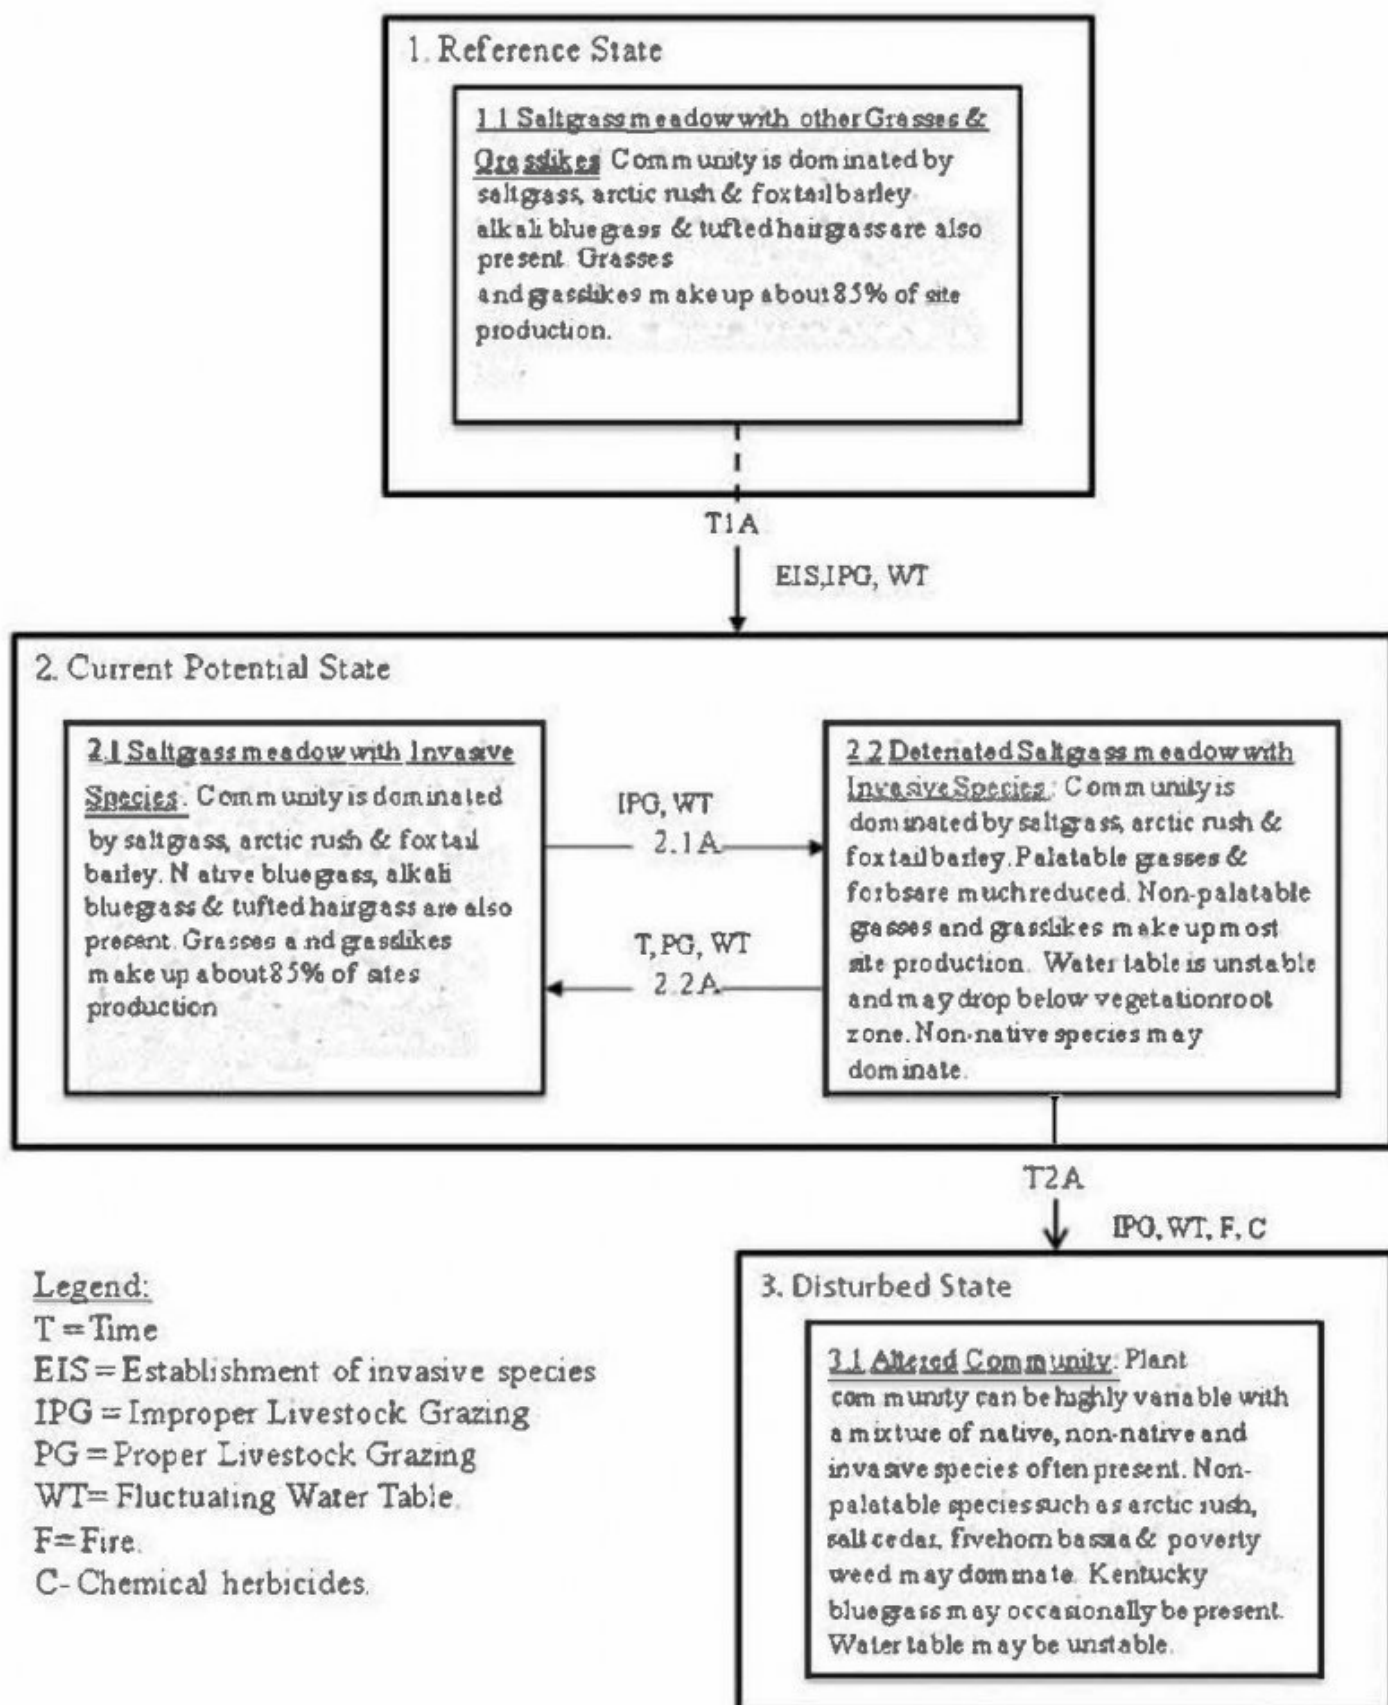 1. Reference State
1.1 Saltgrass meadow with other Grasses &
Grasslikes Community is dominated by
saltgrass, arctic rush & foxtail barley.
alkali bluegrass & tufted hairgrass are also
present. Grasses
and grasslikes make up about 85% of site
production.
T1A
EIS,IPG, WT
2. Current Potential State
2.1 Saltgrass meadow with Invasive
Species. Community is dominated
by saltgrass, arctic rush & foxtail
barley. Native bluegrass, alkali
bluegrass & tufted hairgrass are also
present. Grasses and grasslikes
make up about 85% of sites
production
IPG, WT
2.1A
T, PG, WT
2.2A
2.2 Deteriated Saltgrass meadow with
Invasive Species: Community is
dominated by saltgrass, arctic rush &
foxtail barley. Palatable grasses &
forbs are much reduced. Non-palatable
grasses and grasslikes make up most
site production. Water table is unstable
and may drop below vegetation root
zone. Non-native species may
dominate.
T2A
IPG, WT, F, C
Legend:
T = Time
EIS = Establishment of invasive species
IPG = Improper Livestock Grazing
PG = Proper Livestock Grazing
WT= Fluctuating Water Table.
F= Fire.
C- Chemical herbicides.
3. Disturbed State
3.1 Altered Community: Plant
community can be highly variable with
a mixture of native, non-native and
invasive species often present. Non-
palatable species such as arctic rush,
salt cedar, fivehorn bassia & poverty
weed may dominate. Kentucky
bluegrass may occasionally be present.
Water table may be unstable.